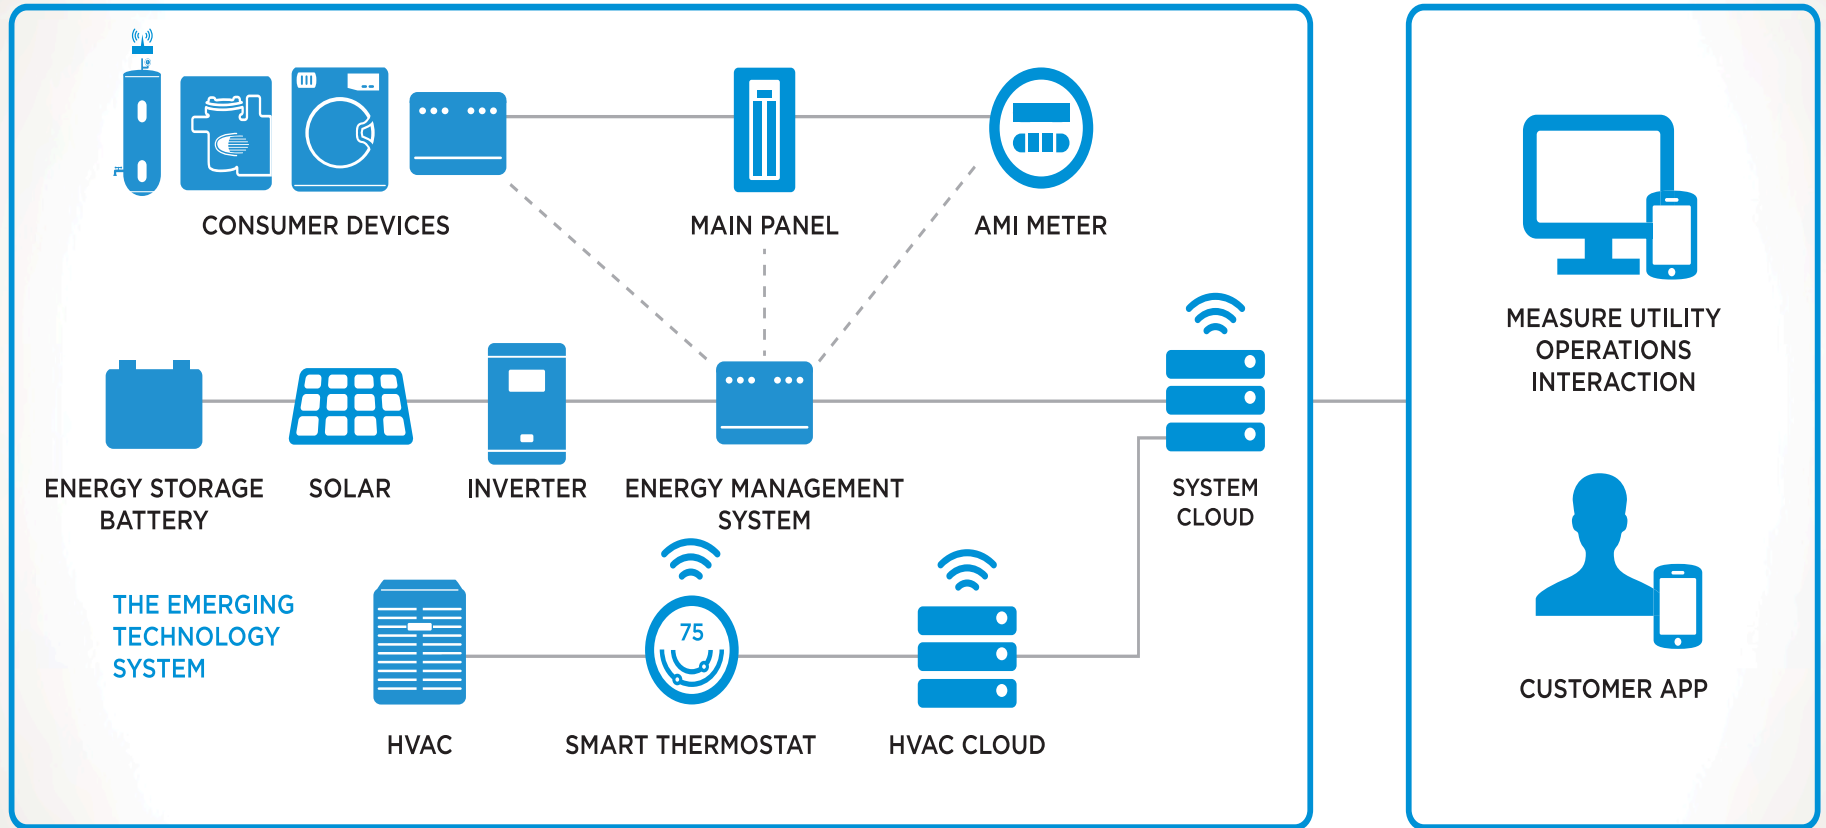 CONSUMER DEVICES
MAIN PANEL
AMI METER
ENERGY STORAGE
BATTERY
SOLAR
INVERTER
ENERGY MANAGEMENT
SYSTEM
SYSTEM
CLOUD
THE EMERGING
TECHNOLOGY
SYSTEM
75
HVAC
SMART THERMOSTAT
HVAC CLOUD
MEASURE UTILITY
OPERATIONS
INTERACTION
CUSTOMER APP